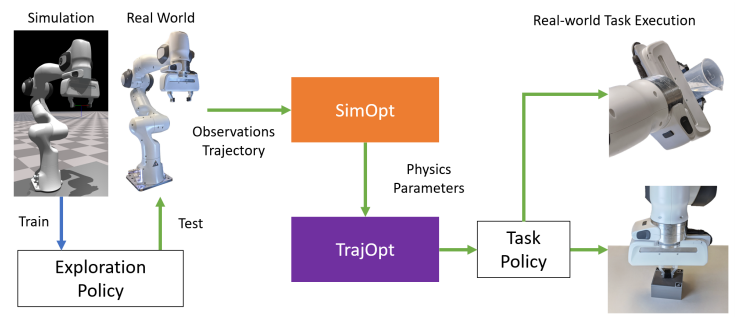 Simulation
Real World
Real-world Task Execution
SimOpt
Observations
Trajectory
Physics
Parameters
Train
Test
Exploration
Policy
TrajOpt
Task
Policy